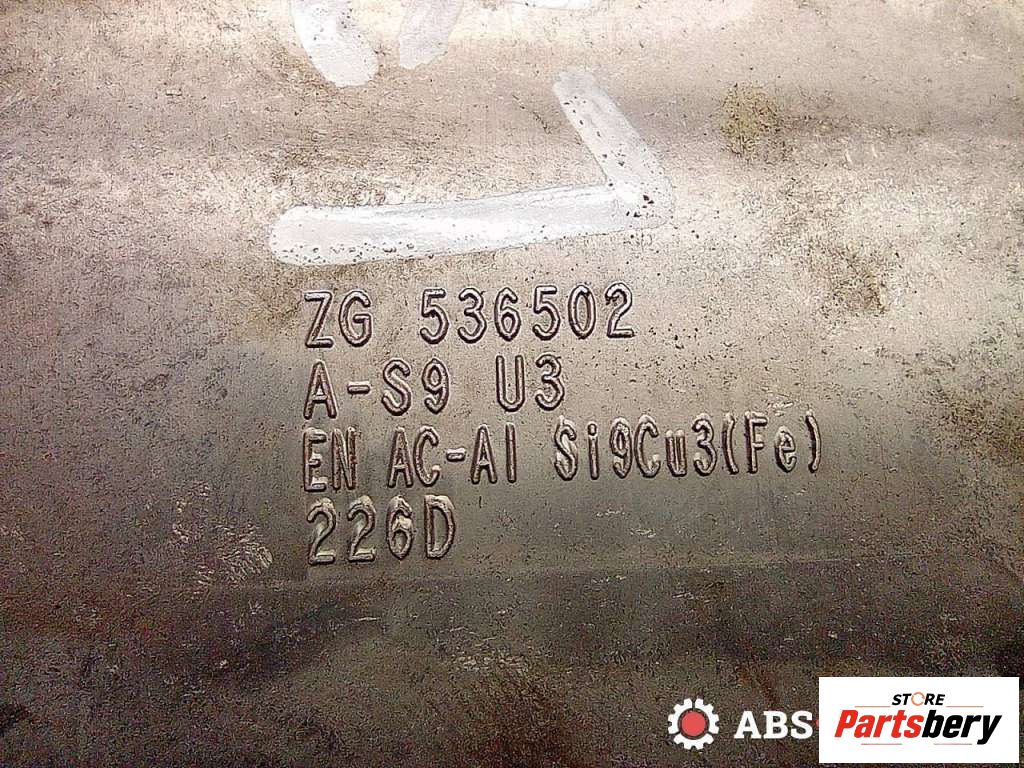 ZG 536502
A-S9 U3
EN AC-Al Si9Cu3(Fe)
226D
ABS-
STORE
Partsbery